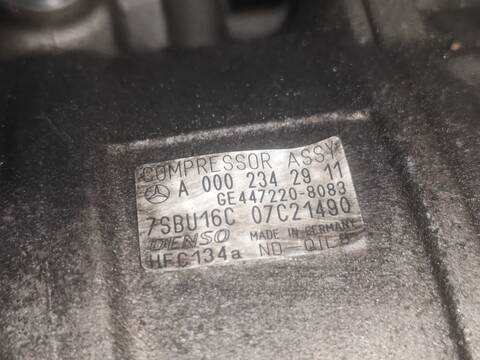 COMPRESSOR ASSY
A 000 234 29 11
GE447220-8083
7SBU16C 07C21490
DENSO MADE IN GERMANY
HFC134a ND-OIL 8